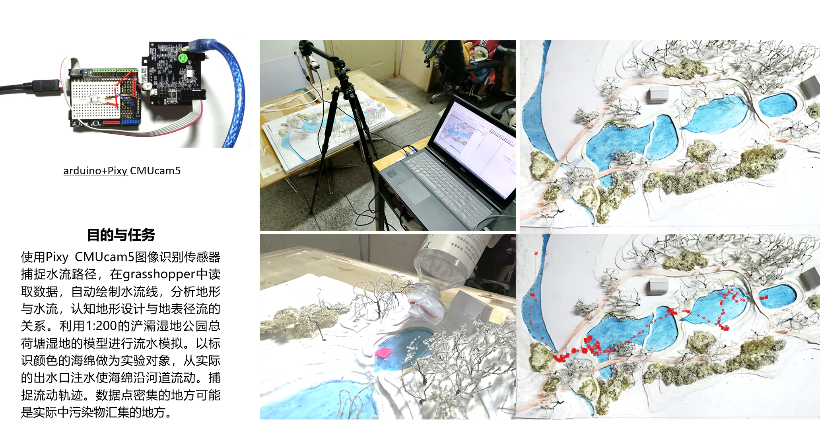 arduino+Pixy CMUcam5
目的与任务
使用Pixy CMUcam5图像识别传感器
捕捉水流路径，在grasshopper中读
取数据，自动绘制水流线，分析地形
与水流，认知地形设计与地表径流的
关系。利用1:200的浐灞湿地公园总
荷塘湿地的模型进行流水模拟。以标
识颜色的海绵做为实验对象，从实际
的出水口注水使海绵沿河道流动。捕
捉流动轨迹。数据点密集的地方可能
是实际中污染物汇集的地方。